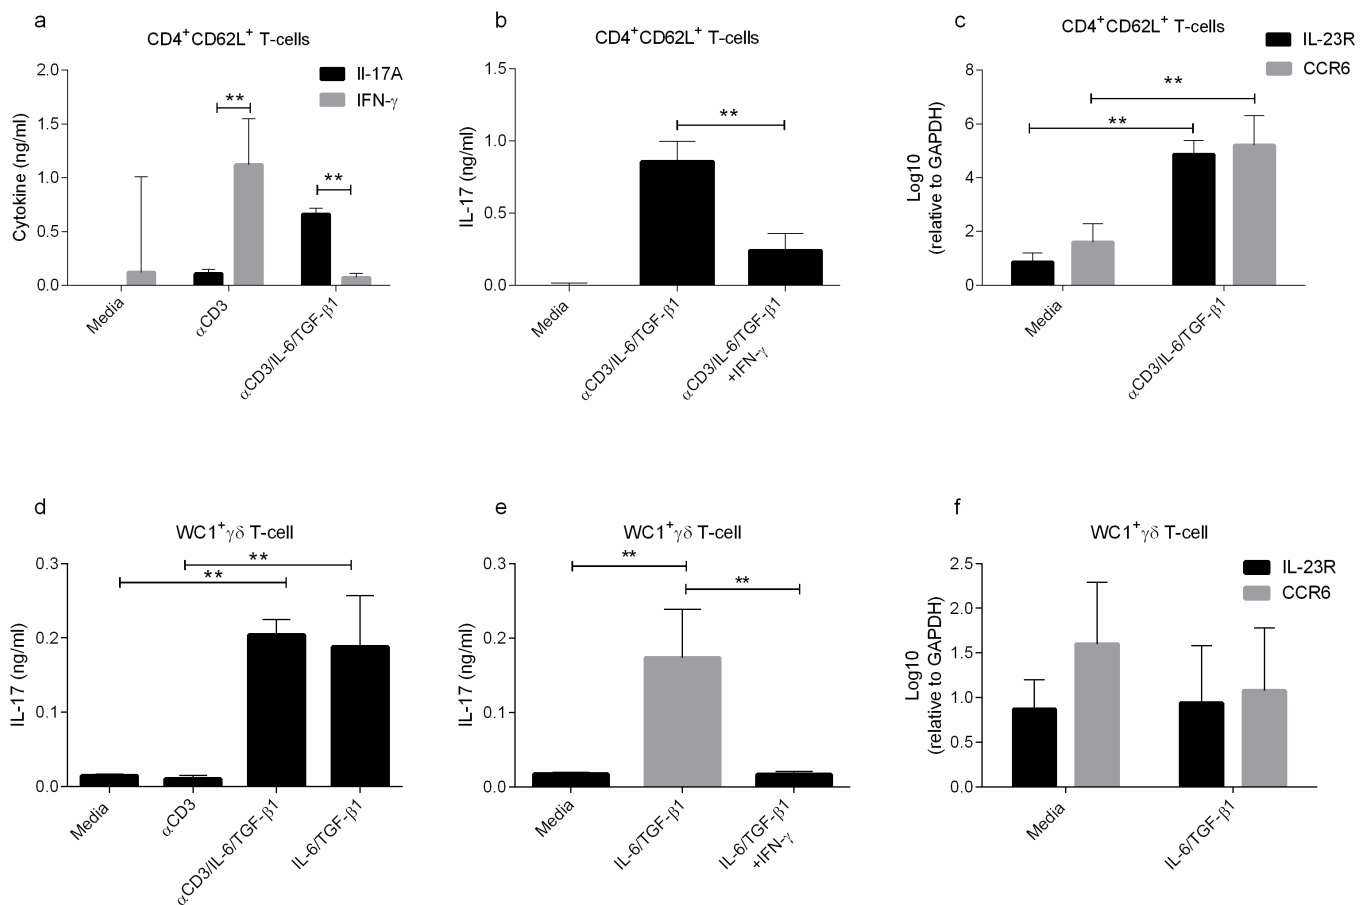 a
CD4+CD62L+ T-cells
Il-17A
IFN-γ
**
**
Cytokine (ng/ml)
2.0
1.5
1.0
0.5
0.0
Media
αCD3
αCD3/IL-6/TGF-β1
b
CD4+CD62L+ T-cells
**
IL-17 (ng/ml)
1.5
1.0
0.5
0.0
Media
αCD3/IL-6/TGF-β1
αCD3/IL-6/TGF-β1
+IFN-γ
c
CD4+CD62L+ T-cells
IL-23R
CCR6
**
**
Log10
(relative to GAPDH)
8
6
4
2
0
Media
αCD3/IL-6/TGF-β1
d
WC1+γδ T-cell
**
**
IL-17 (ng/ml)
0.3
0.2
0.1
0.0
Media
αCD3
αCD3/IL-6/TGF-β1
IL-6/TGF-β1
e
WC1+γδ T-cell
**
**
IL-17 (ng/ml)
0.3
0.2
0.1
0.0
Media
IL-6/TGF-β1
IL-6/TGF-β1
+IFN-γ
f
WC1+γδ T-cell
IL-23R
CCR6
Log10
(relative to GAPDH)
2.5
2.0
1.5
1.0
0.5
0.0
Media
IL-6/TGF-β1